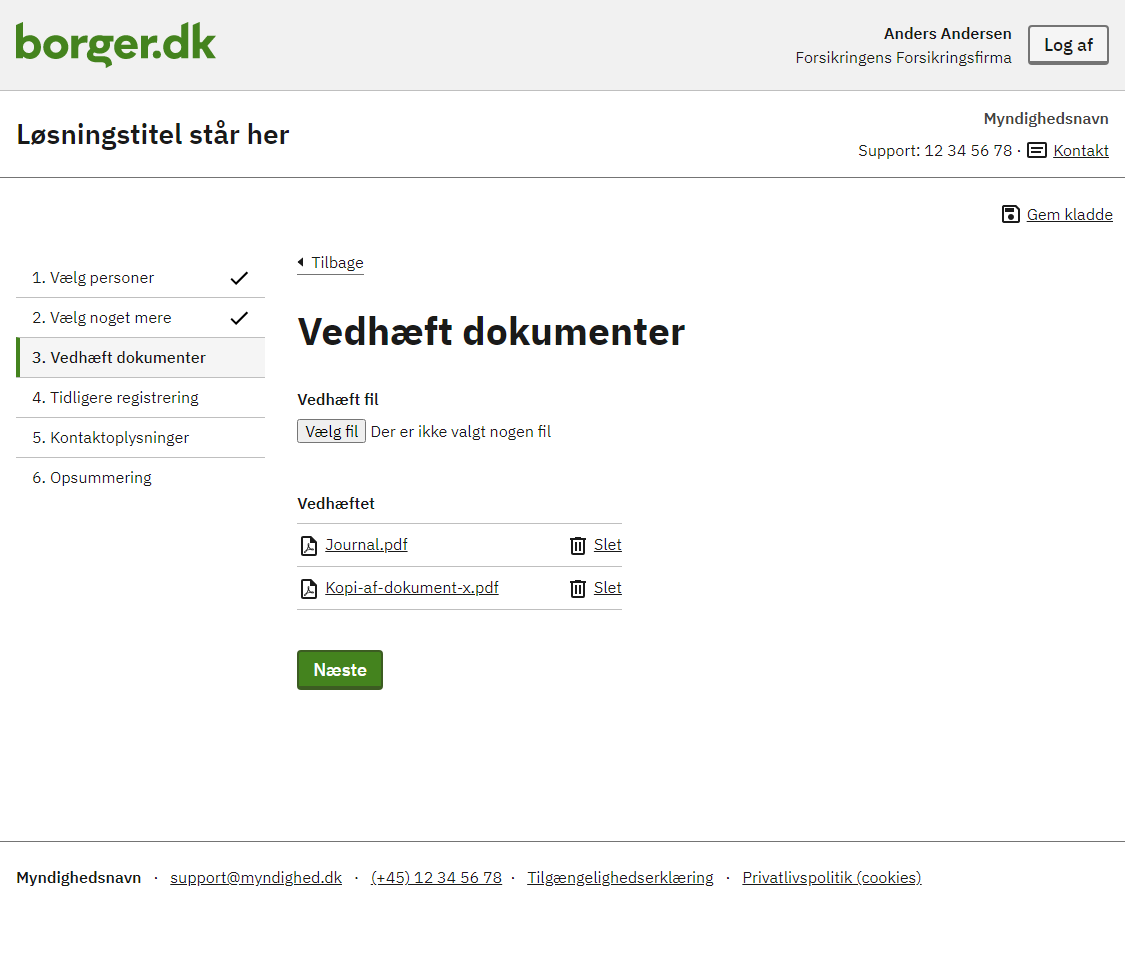 borger.dk
Anders Andersen
Forsikringens Forsikringsfirma
Log af
Løsningstitel står her
Myndighedsnavn
Support: 12 34 56 78 · Kontakt
Gem kladde
1. Vælg personer
2. Vælg noget mere
3. Vedhæft dokumenter
4. Tidligere registrering
5. Kontaktoplysninger
6. Opsummering
Tilbage
Vedhæft dokumenter
Vedhæft fil
Vælg fil Der er ikke valgt nogen fil
Vedhæftet
Journal.pdf Slet
Kopi-af-dokument-x.pdf Slet
Næste
Myndighedsnavn · support@myndighed.dk · (+45) 12 34 56 78 · Tilgængelighedserklæring · Privatlivspolitik (cookies)